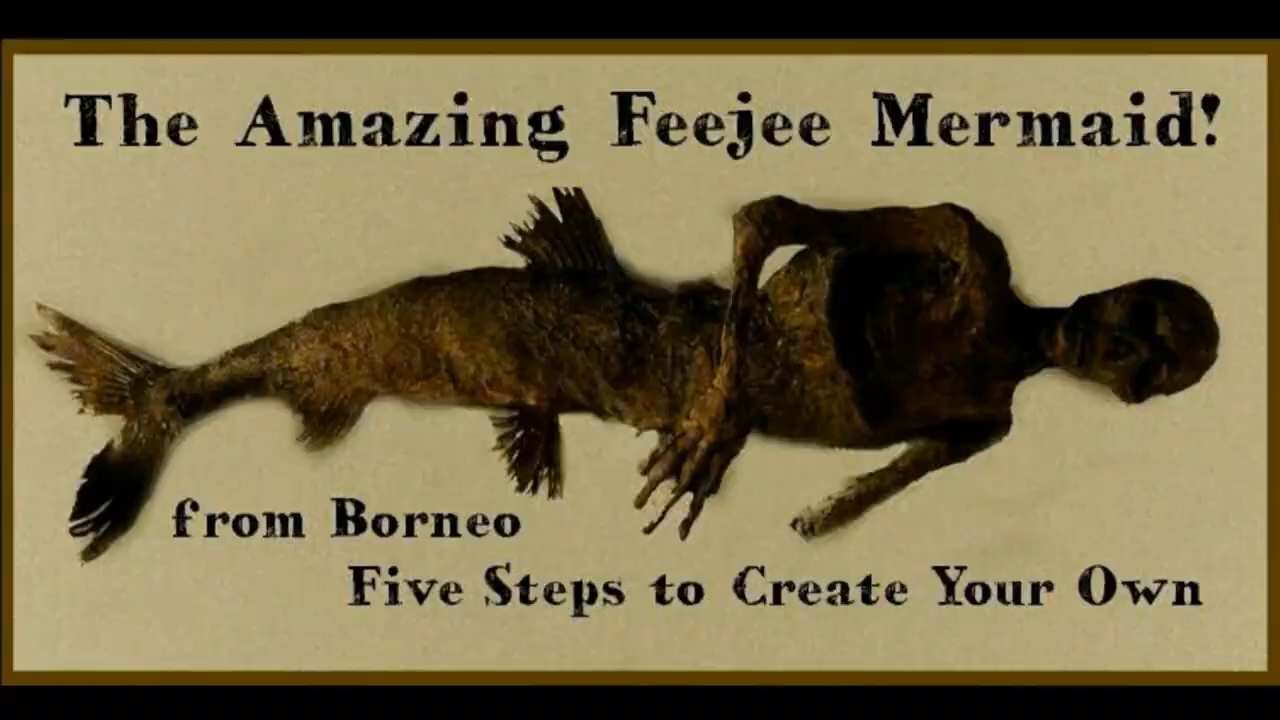 The Amazing Feejee Mermaid!
from Borneo
Five Steps to Create Your Own